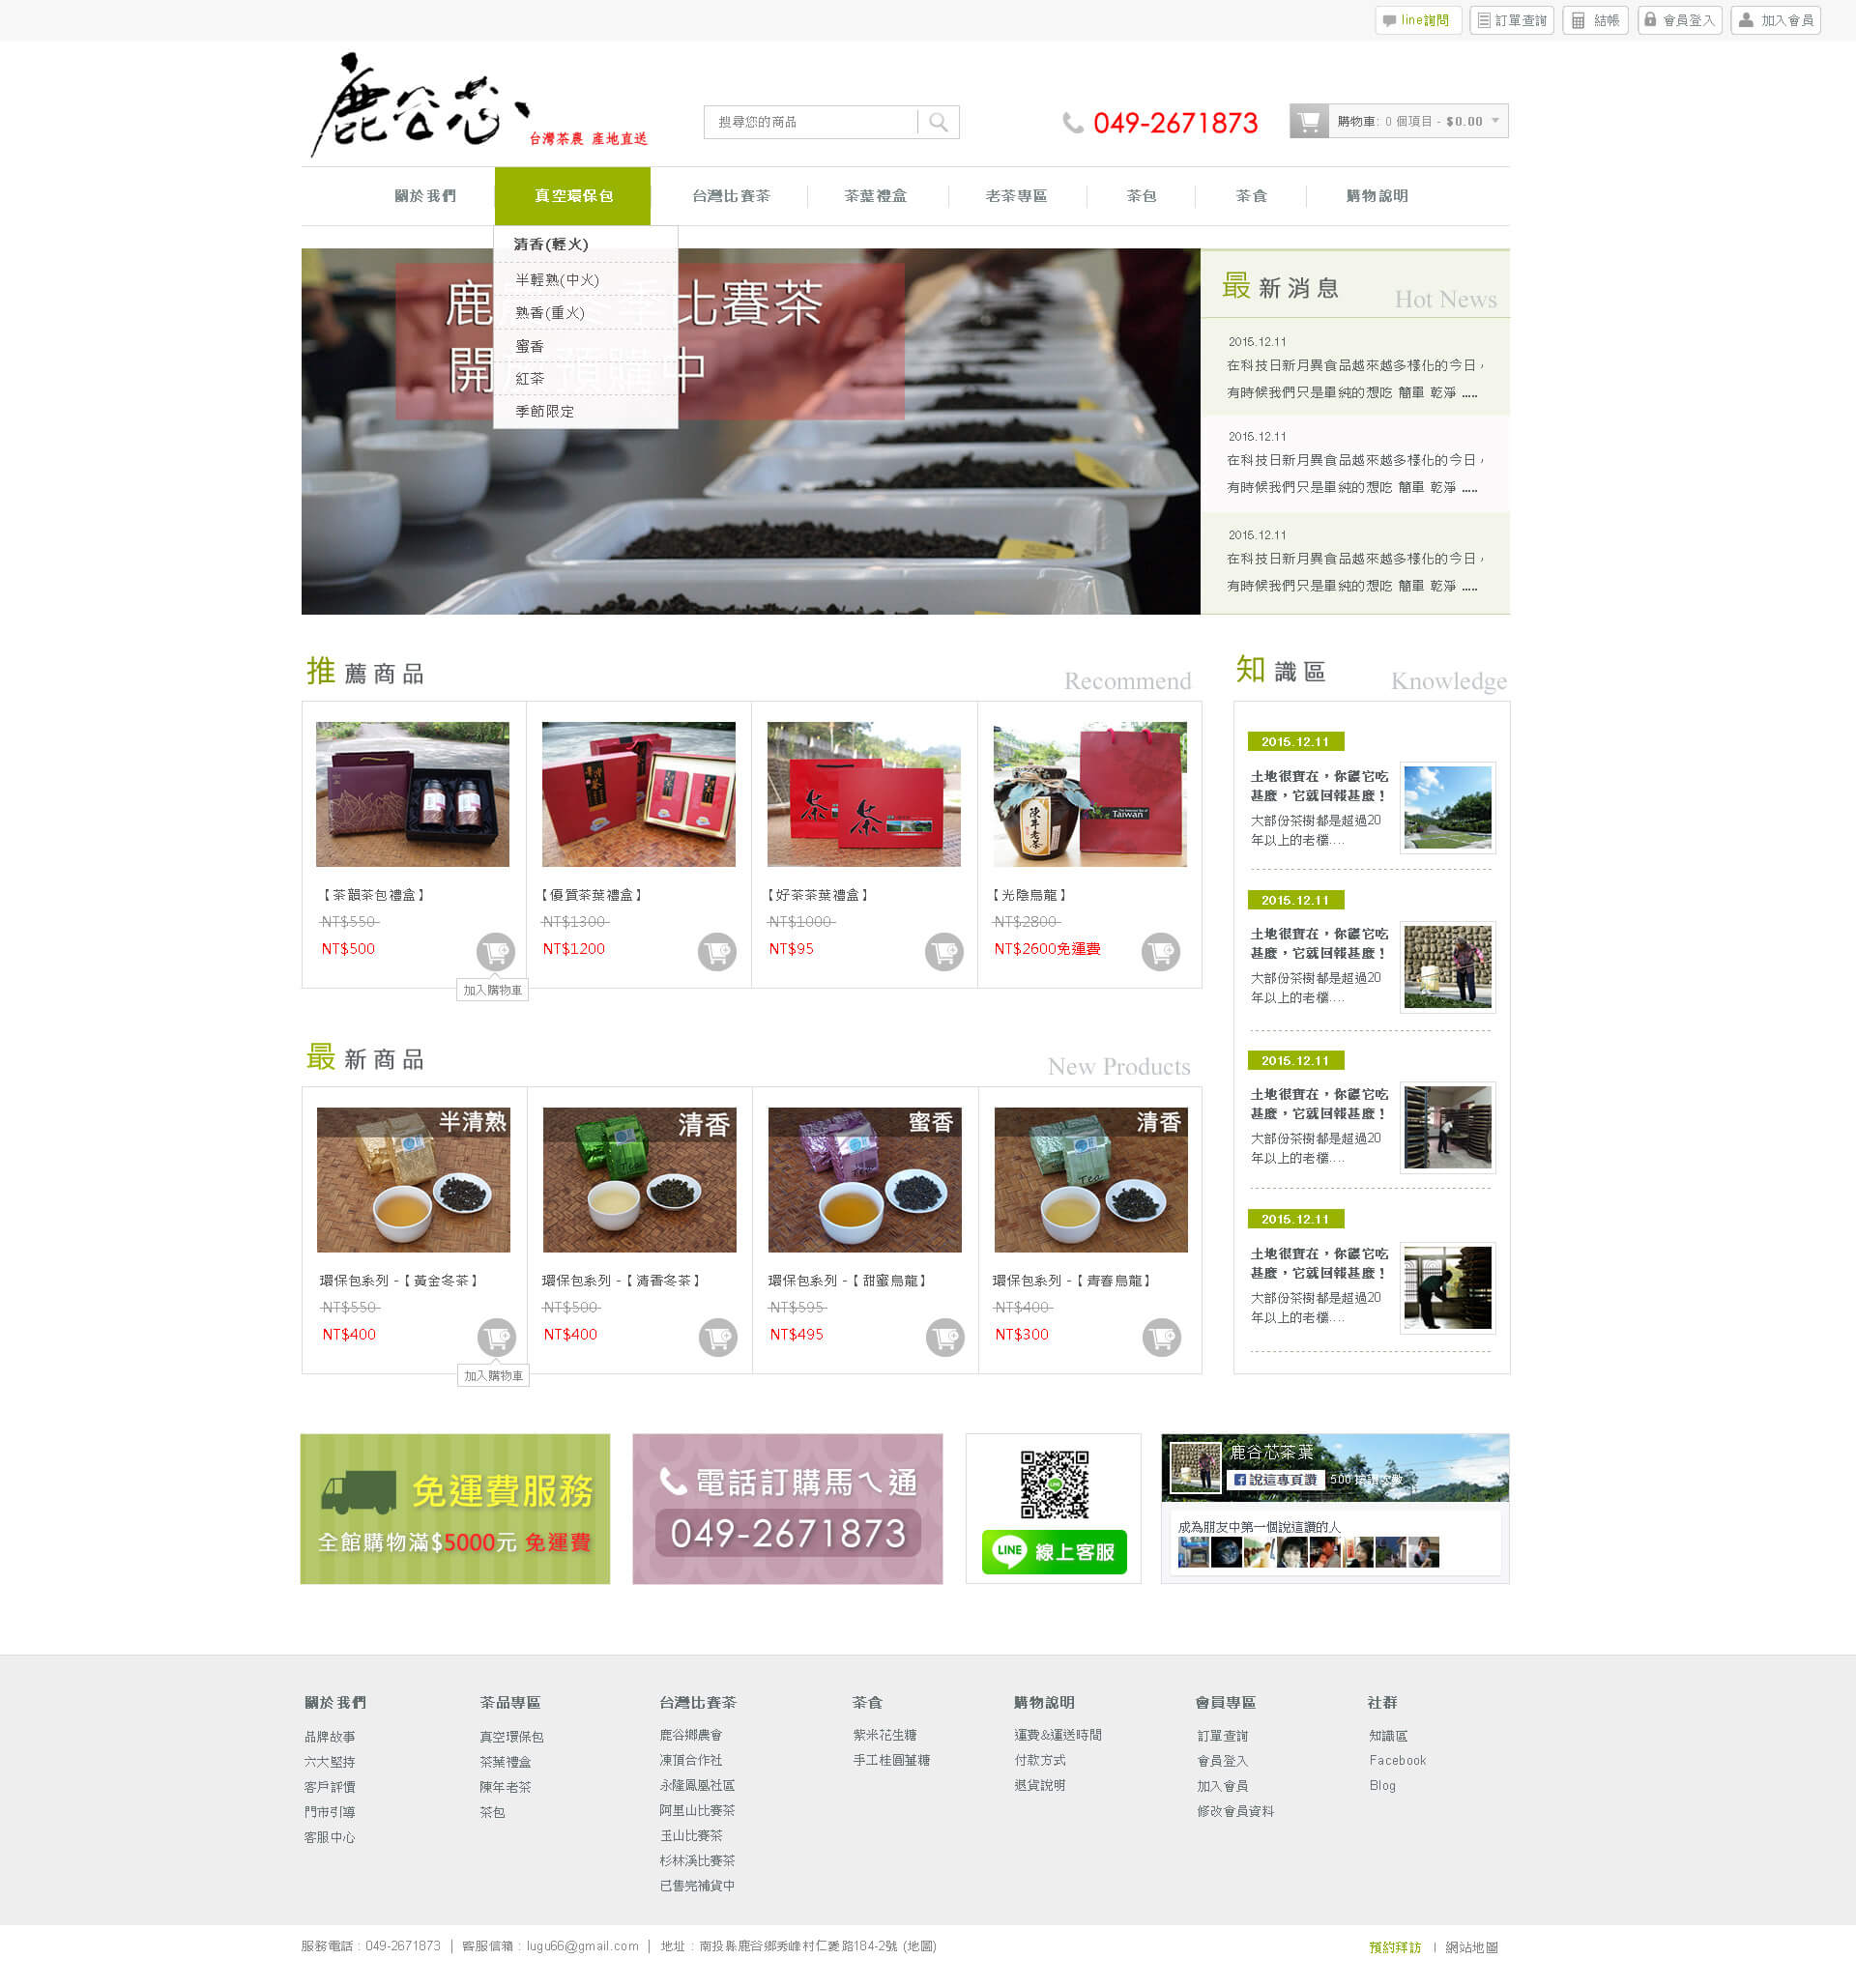 line詢問
訂單查詢
結帳
會員登入
加入會員
鹿谷芯
台灣茶農 產地直送
搜尋您的商品
049-2671873
購物車: 0 個項目 - $0.00
關於我們
真空環保包
台灣比賽茶
茶葉禮盒
老茶專區
茶包
茶食
購物說明
清香(輕火)
半輕熟(中火)
熟香(重火)
蜜香
紅茶
季節限定
鹿
季比賽茶
開
預購中
最新消息
Hot News
2015.12.11
在科技日新月異食品越來越多樣化的今日，
有時候我們只是單純的想吃 簡單 乾淨 .....
2015.12.11
在科技日新月異食品越來越多樣化的今日，
有時候我們只是單純的想吃 簡單 乾淨 .....
2015.12.11
在科技日新月異食品越來越多樣化的今日，
有時候我們只是單純的想吃 簡單 乾淨 .....
推薦商品
Recommend
茶
茶
陳年老茶
Taiwan
【茶韻茶包禮盒】
NT$550
NT$500
加入購物車
【優質茶葉禮盒】
NT$1300
NT$1200
【好茶茶葉禮盒】
NT$1000
NT$95
【光陰烏龍】
NT$2800
NT$2600免運費
最新商品
New Products
半清熟
清香
蜜香
清香
環保包系列 -【黃金冬茶】
NT$550
NT$400
加入購物車
環保包系列 -【清香冬茶】
NT$500
NT$400
環保包系列 -【甜蜜烏龍】
NT$595
NT$495
環保包系列 -【青春烏龍】
NT$400
NT$300
知識區
Knowledge
2015.12.11
土地很實在，你餵它吃
甚麼，它就回報甚麼！
大部份茶樹都是超過20
年以上的老欉....
2015.12.11
土地很實在，你餵它吃
甚麼，它就回報甚麼！
大部份茶樹都是超過20
年以上的老欉....
2015.12.11
土地很實在，你餵它吃
甚麼，它就回報甚麼！
大部份茶樹都是超過20
年以上的老欉....
2015.12.11
土地很實在，你餵它吃
甚麼，它就回報甚麼！
大部份茶樹都是超過20
年以上的老欉....
免運費服務
全館購物滿$5000元 免運費
電話訂購馬ㄟ通
049-2671873
LINE 線上客服
鹿谷芯茶葉
說這專頁讚
500 按讚人數
成為朋友中第一個說這讚的人
關於我們
品牌故事
六大堅持
客戶評價
門市引導
客服中心
茶品專區
真空環保包
茶葉禮盒
陳年老茶
茶包
台灣比賽茶
鹿谷鄉農會
凍頂合作社
永隆鳳凰社區
阿里山比賽茶
玉山比賽茶
杉林溪比賽茶
已售完補貨中
茶食
紫米花生糖
手工桂圓薑糖
購物說明
運費&運送時間
付款方式
退貨說明
會員專區
訂單查詢
會員登入
加入會員
修改會員資料
社群
知識區
Facebook
Blog
服務電話 : 049-2671873 | 客服信箱 : lugu66@gmail.com | 地址 : 南投縣鹿谷鄉秀峰村仁愛路184-2號 (地圖)
預約拜訪 | 網站地圖